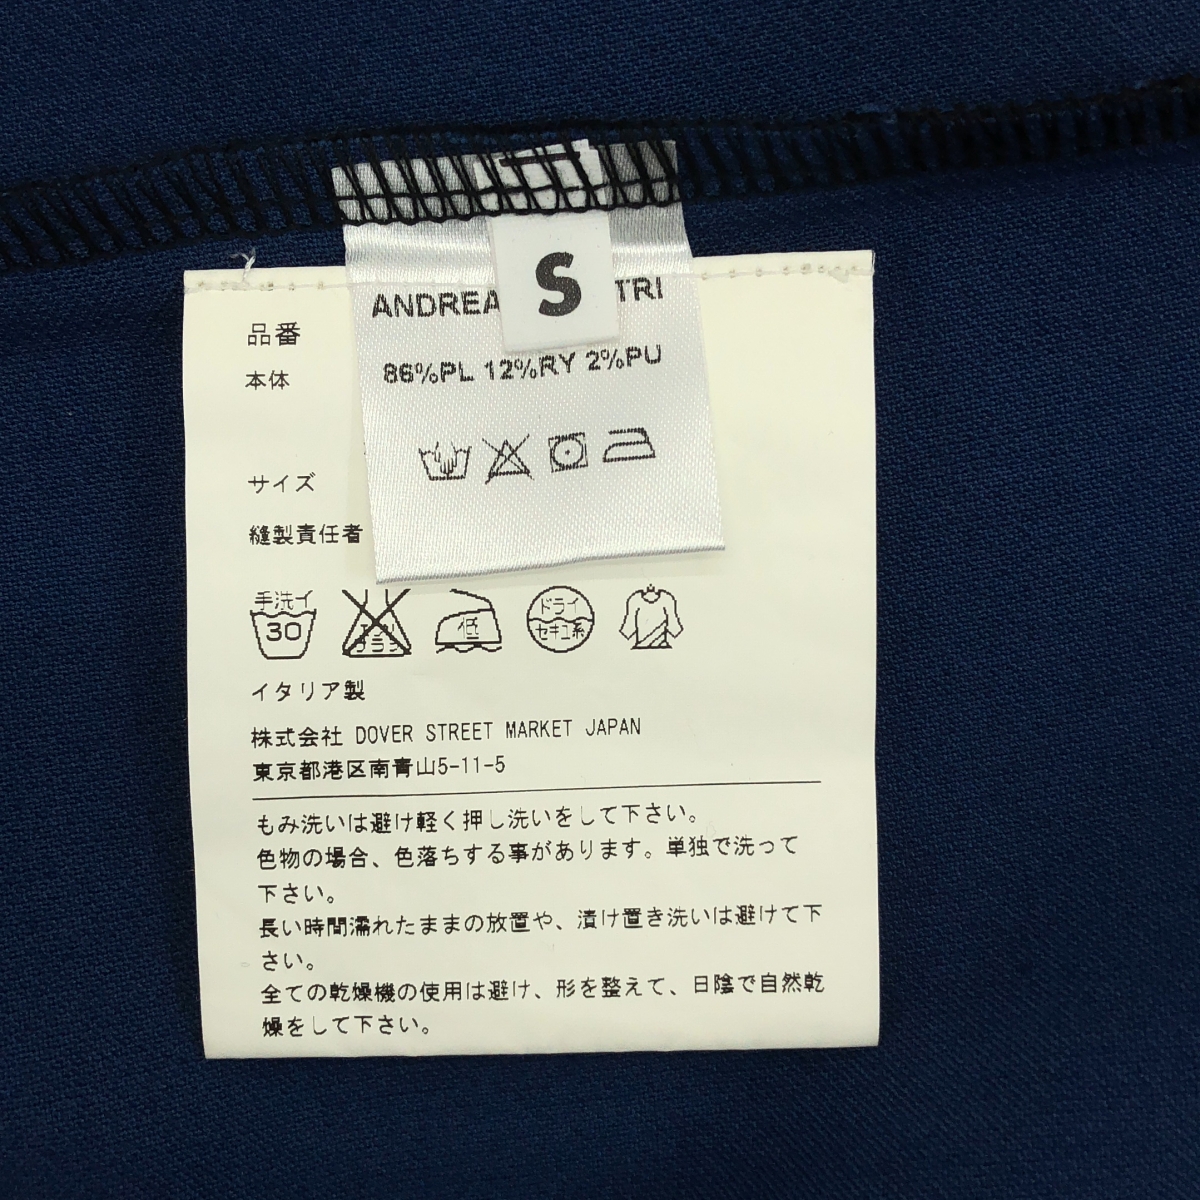 S
ANDREA TRI
86%PL 12%RY 2%PU
品番
本体
サイズ
縫製責任者
手洗イ
30
エンソ
サラシ
低
ドライ
セキユ系
イタリア製
株式会社 DOVER STREET MARKET JAPAN
東京都港区南青山5-11-5
もみ洗いは避け軽く押し洗いをして下さい。
色物の場合、色落ちする事があります。単独で洗って
下さい。
長い時間濡れたままの放置や、漬け置き洗いは避けて下
さい。
全ての乾燥機の使用は避け、形を整えて、日陰で自然乾
燥をして下さい。